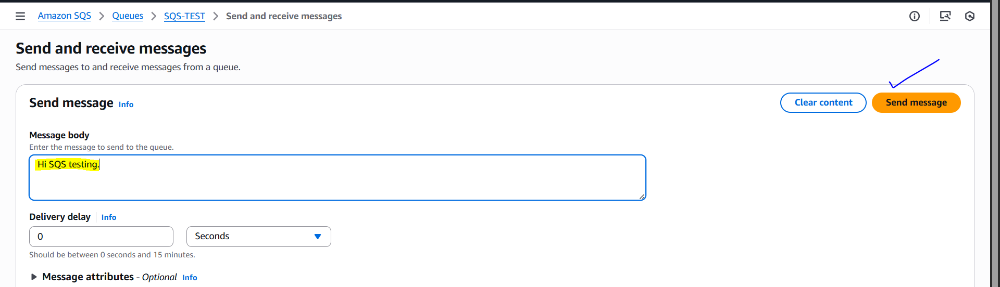 Amazon SQS > Queues > SQS-TEST > Send and receive messages
Send and receive messages
Send messages to and receive messages from a queue.
Send message Info
Clear content
Send message
Message body
Enter the message to send to the queue.
Hi SQS testing.
Delivery delay Info
0
Seconds
Should be between 0 seconds and 15 minutes.
Message attributes - Optional Info